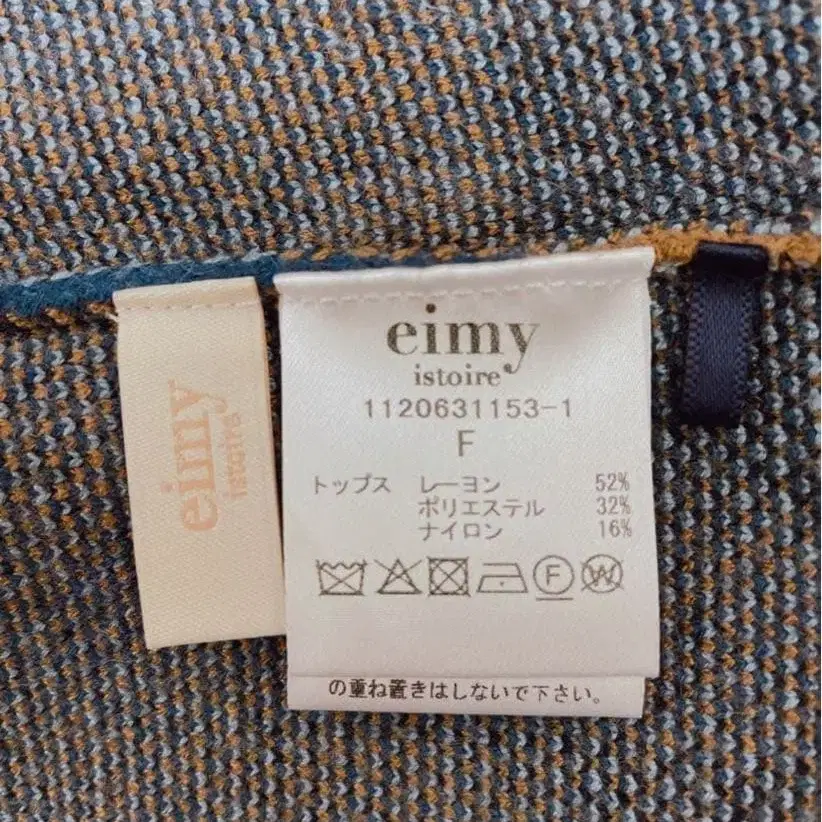 eimy
istoire
eimy
istoire
1120631153-1
F
トップス レーヨン 52%
ポリエステル 32%
ナイロン 16%
F
W
の重ね置きはしないで下さい。